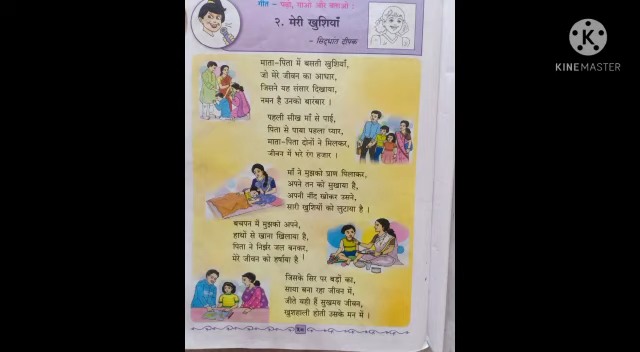 गीत - पढ़ो, गाओ और बताओ :
२. मेरी खुशियाँ
- सिद्धांत दीपक
KINEMASTER
माता-पिता में बसती खुशियाँ,
जो मेरे जीवन का आधार,
जिसने यह संसार दिखाया,
नमन है उनको बारंबार ।
पहली सीख माँ से पाई,
पिता से पाया पहला प्यार,
माता-पिता दोनों ने मिलकर,
जीवन में भरे रंग हजार ।
माँ ने मुझको प्राण पिलाकर,
अपने तन को सुखाया है,
अपनी नींद खोकर उसने,
सारी खुशियों को लुटाया है ।
बचपन में मुझको अपने,
हाथों से खाना खिलाया है,
पिता ने निर्झर जल बनकर,
मेरे जीवन को हर्षाया है ।
जिसके सिर पर बड़ों का,
साया बना रहा जीवन में,
जीते वही हैं सुखमय जीवन,
खुशहाली होती उसके मन में ।